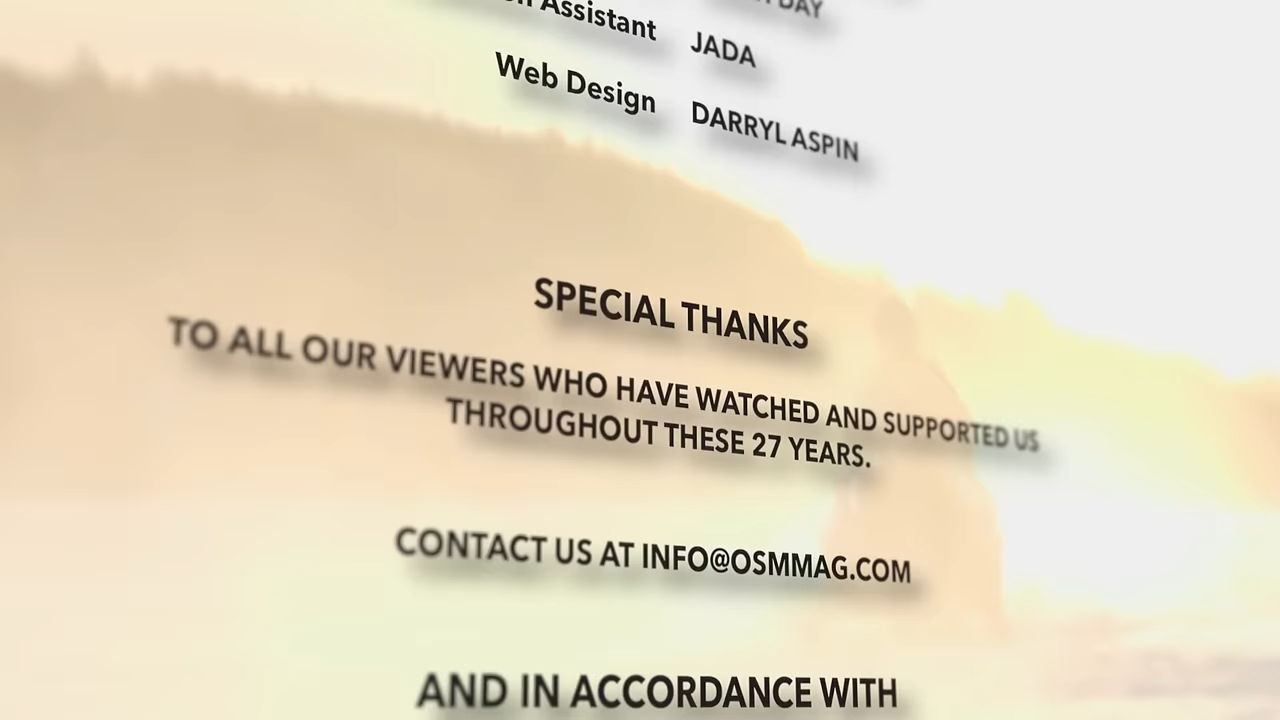 DAY
Assistant JADA
Web Design DARRYL ASPIN
SPECIAL THANKS
TO ALL OUR VIEWERS WHO HAVE WATCHED AND SUPPORTED US
THROUGHOUT THESE 27 YEARS.
CONTACT US AT INFO@OSMMAG.COM
AND IN ACCORDANCE WITH